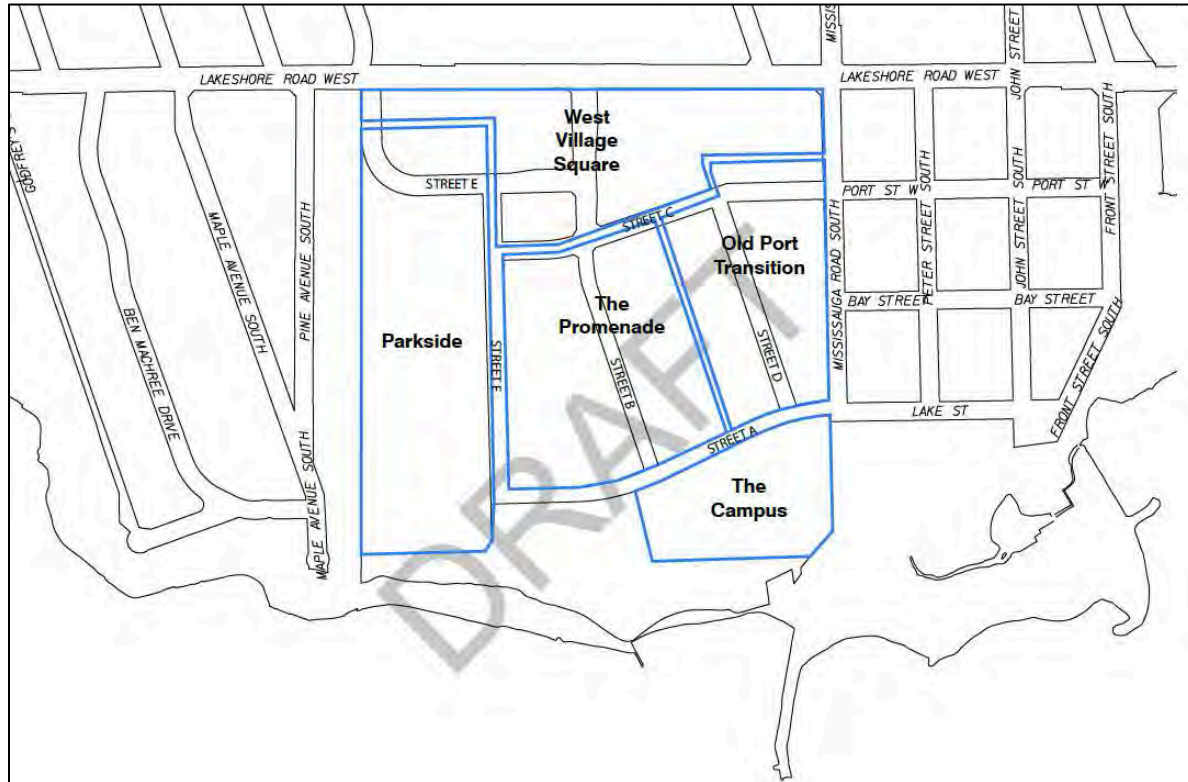 MISSIS
JOHN STREET
LAKESHORE ROAD WEST
LAKESHORE ROAD WEST
West
Village
Square
GODFREY'S
MAPLE AVENUE SOUTH
PINE AVENUE SOUTH
STREET E
PORT ST W
PORT ST W
PETER STREET SOUTH
JOHN STREET SOUTH
FRONT STREET SOUTH
STREET C
Old Port
Transition
MISSISSAUGA ROAD SOUTH
BAY STREET
BAY STREET
BEN MACHREE DRIVE
Parkside
The
Promenade
STREET E
STREET B
STREET D
FRONT STREET SOUTH
LAKE ST
STREET A
MAPLE AVENUE SOUTH
The
Campus
DRAFT